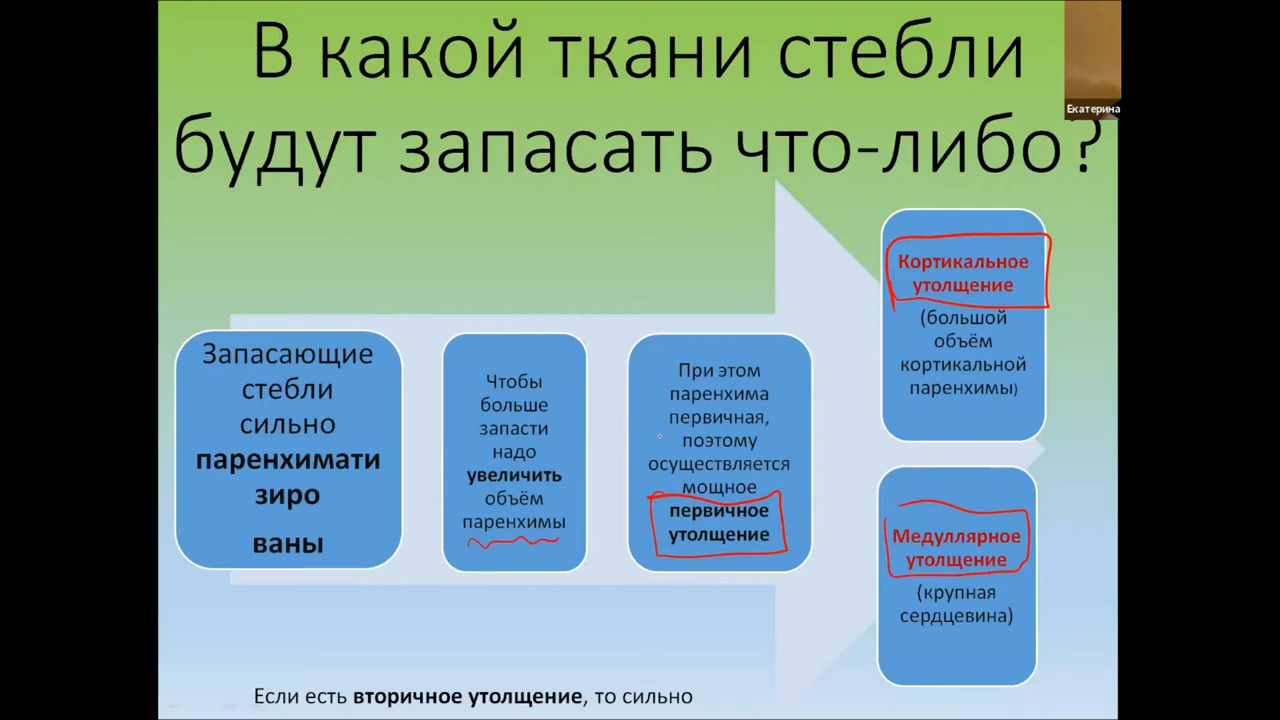 В какой ткани стебли
будут запасать что-либо?
Екатерина
Запасающие
стебли
сильно
паренхимати
зиро
ваны
Чтобы
больше
запасти
надо
увеличить
объём
паренхимы
При этом
паренхима
первичная,
поэтому
осуществляется
мощное
первичное
утолщение
Кортикальное
утолщение
(большой
объём
кортикальной
паренхимы)
Медуллярное
утолщение
(крупная
сердцевина)
Если есть вторичное утолщение, то сильно